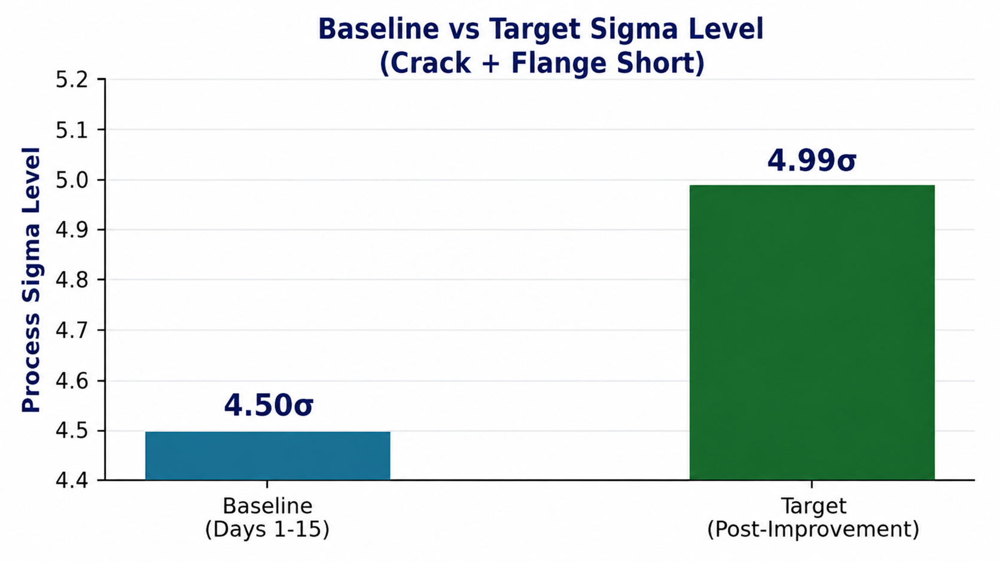 Baseline vs Target Sigma Level
(Crack + Flange Short)
Process Sigma Level
5.2
5.1
5.0
4.9
4.8
4.7
4.6
4.5
4.4
4.50σ
4.99σ
Baseline
(Days 1-15)
Target
(Post-Improvement)